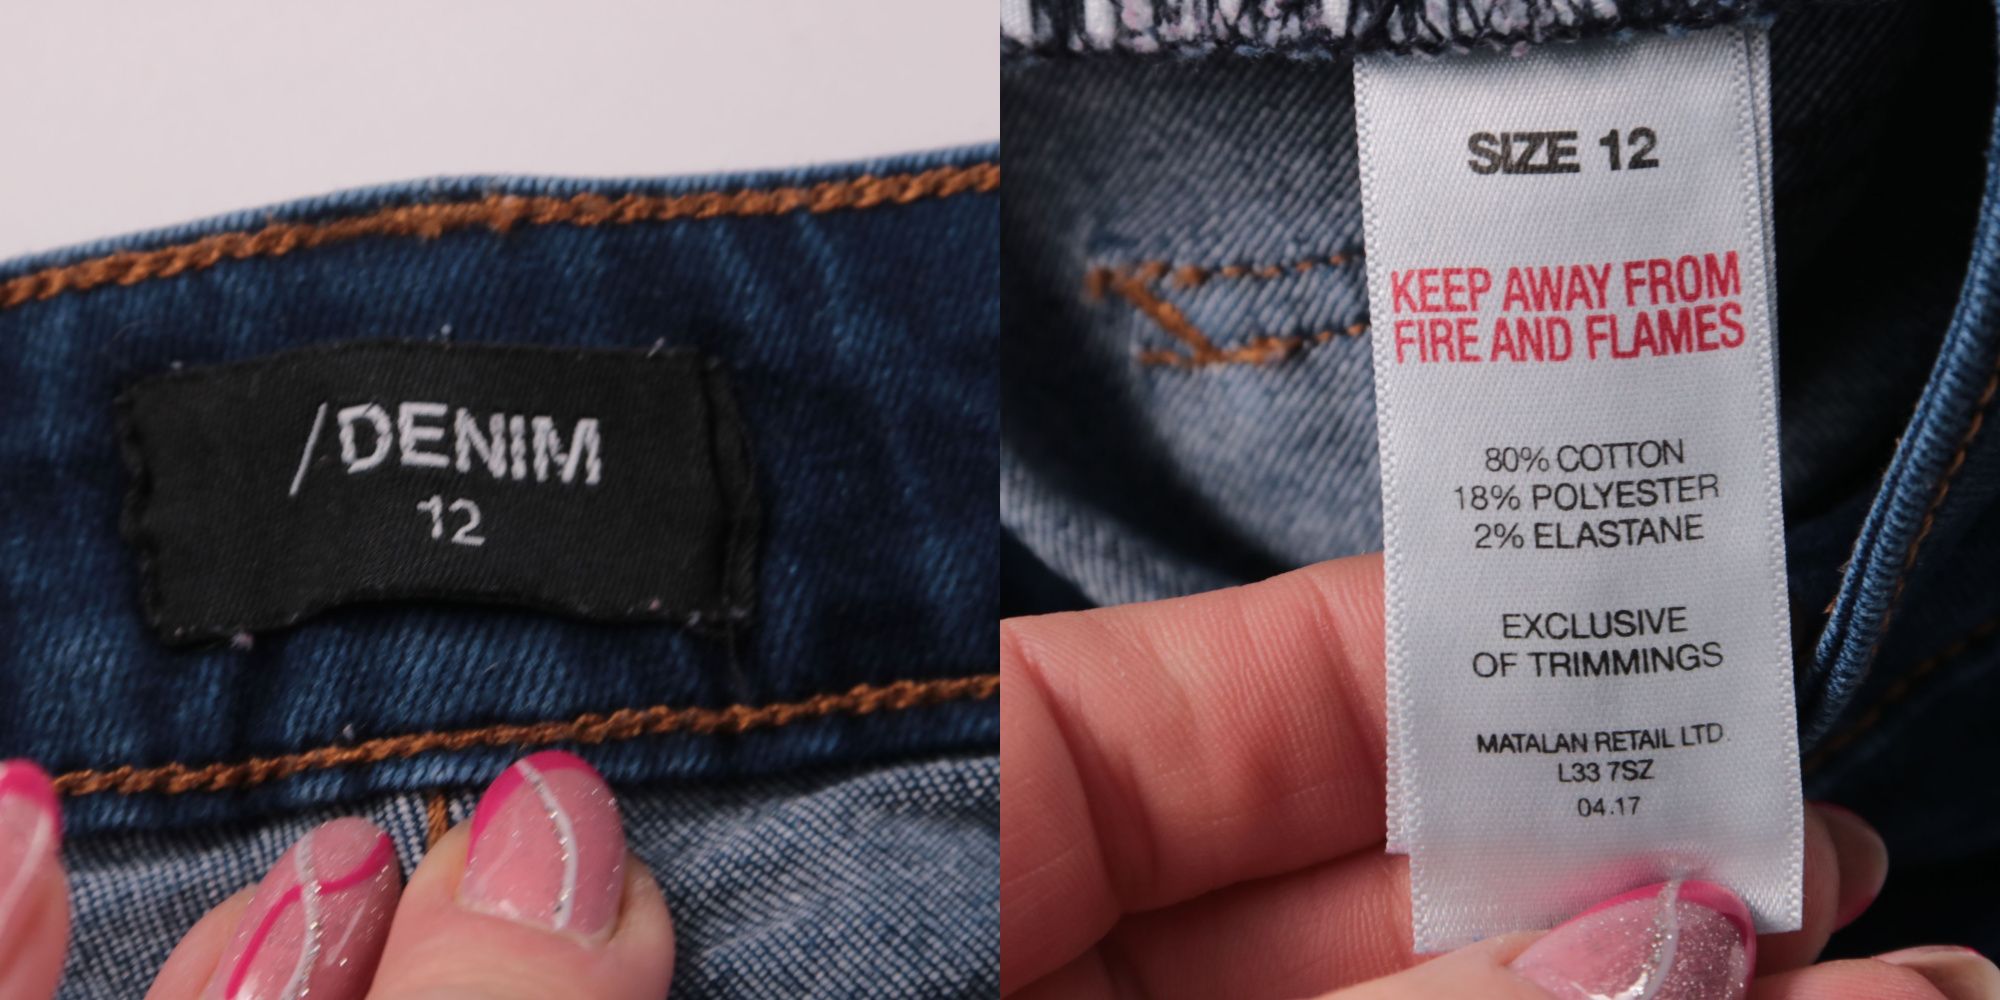 /DENIM
12
SIZE 12
KEEP AWAY FROM
FIRE AND FLAMES
80% COTTON
18% POLYESTER
2% ELASTANE
EXCLUSIVE
OF TRIMMINGS
MATALAN RETAIL LTD.
L33 7SZ
04.17